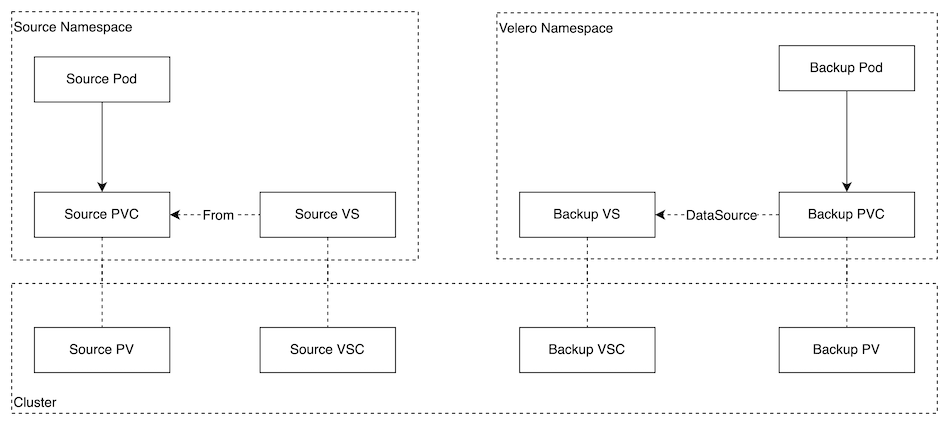 Source Namespace
Source Pod
Source PVC
From
Source VS
Velero Namespace
Backup Pod
Backup VS
DataSource
Backup PVC
Source PV
Source VSC
Backup VSC
Backup PV
Cluster